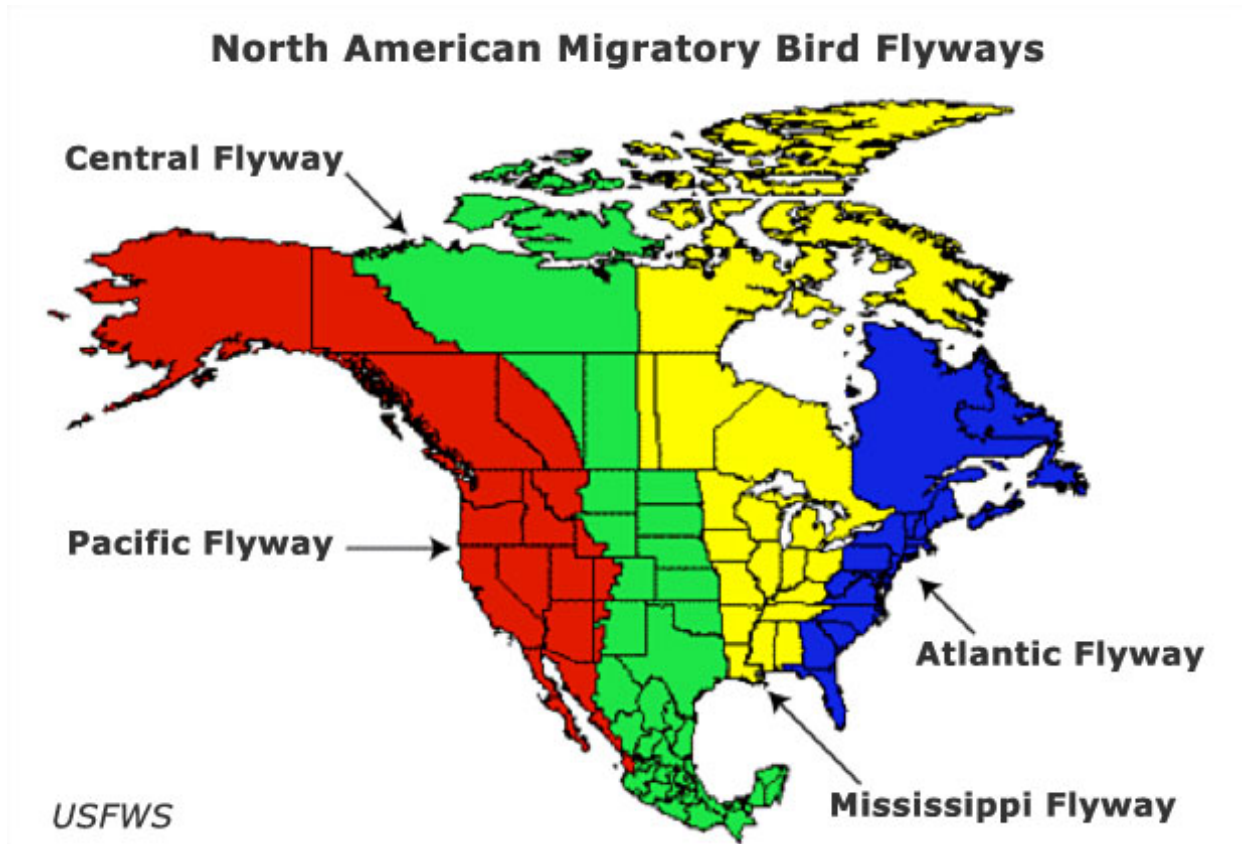 North American Migratory Bird Flyways
Central Flyway
Pacific Flyway
Atlantic Flyway
Mississippi Flyway
USFWS